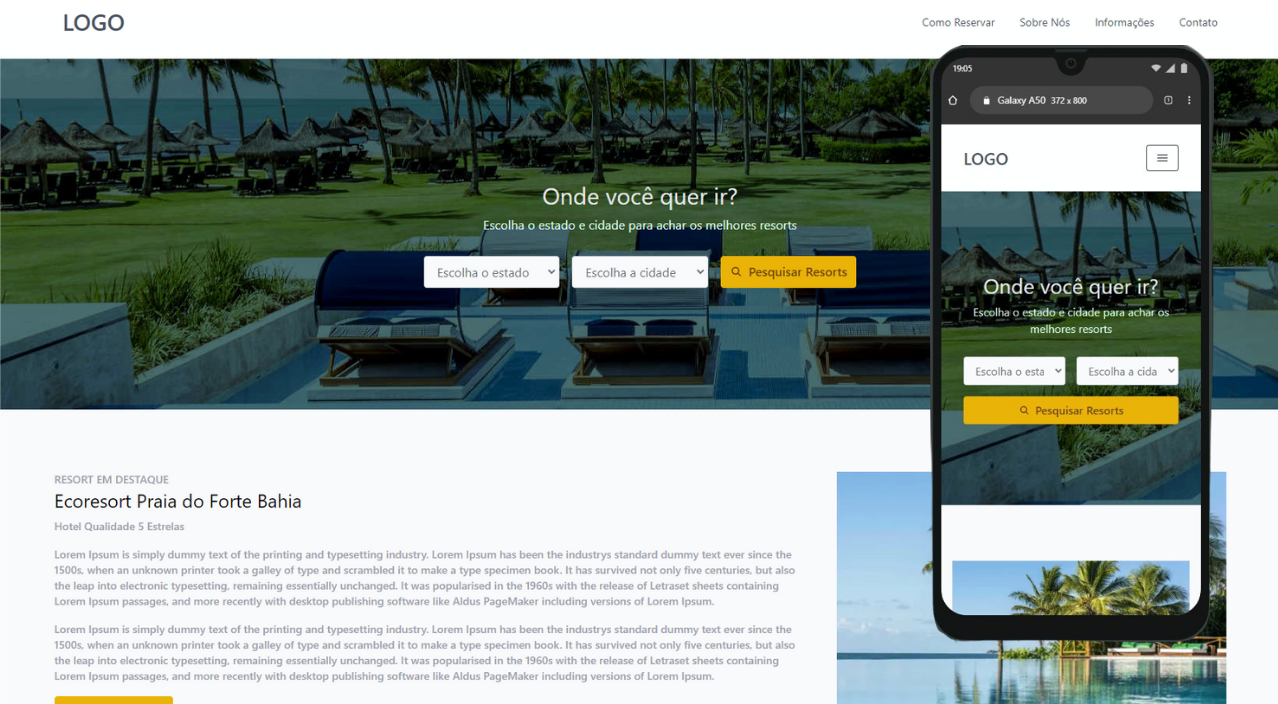 LOGO
Como Reservar
Sobre Nós
Informações
Contato
Onde você quer ir?
Escolha o estado e cidade para achar os melhores resorts
Escolha o estado
Escolha a cidade
Pesquisar Resorts
RESORT EM DESTAQUE
Ecoresort Praia do Forte Bahia
Hotel Qualidade 5 Estrelas
Lorem Ipsum is simply dummy text of the printing and typesetting industry. Lorem Ipsum has been the industrys standard dummy text ever since the
1500s, when an unknown printer took a galley of type and scrambled it to make a type specimen book. It has survived not only five centuries, but also
the leap into electronic typesetting, remaining essentially unchanged. It was popularised in the 1960s with the release of Letraset sheets containing
Lorem Ipsum passages, and more recently with desktop publishing software like Aldus PageMaker including versions of Lorem Ipsum.
Lorem Ipsum is simply dummy text of the printing and typesetting industry. Lorem Ipsum has been the industrys standard dummy text ever since the
1500s, when an unknown printer took a galley of type and scrambled it to make a type specimen book. It has survived not only five centuries, but also
the leap into electronic typesetting, remaining essentially unchanged. It was popularised in the 1960s with the release of Letraset sheets containing
Lorem Ipsum passages, and more recently with desktop publishing software like Aldus PageMaker including versions of Lorem Ipsum.
19:05
Galaxy A50 372 x 800
1
LOGO
Onde você quer ir?
Escolha o estado e cidade para achar os
melhores resorts
Escolha o esta
Escolha a cida
Pesquisar Resorts